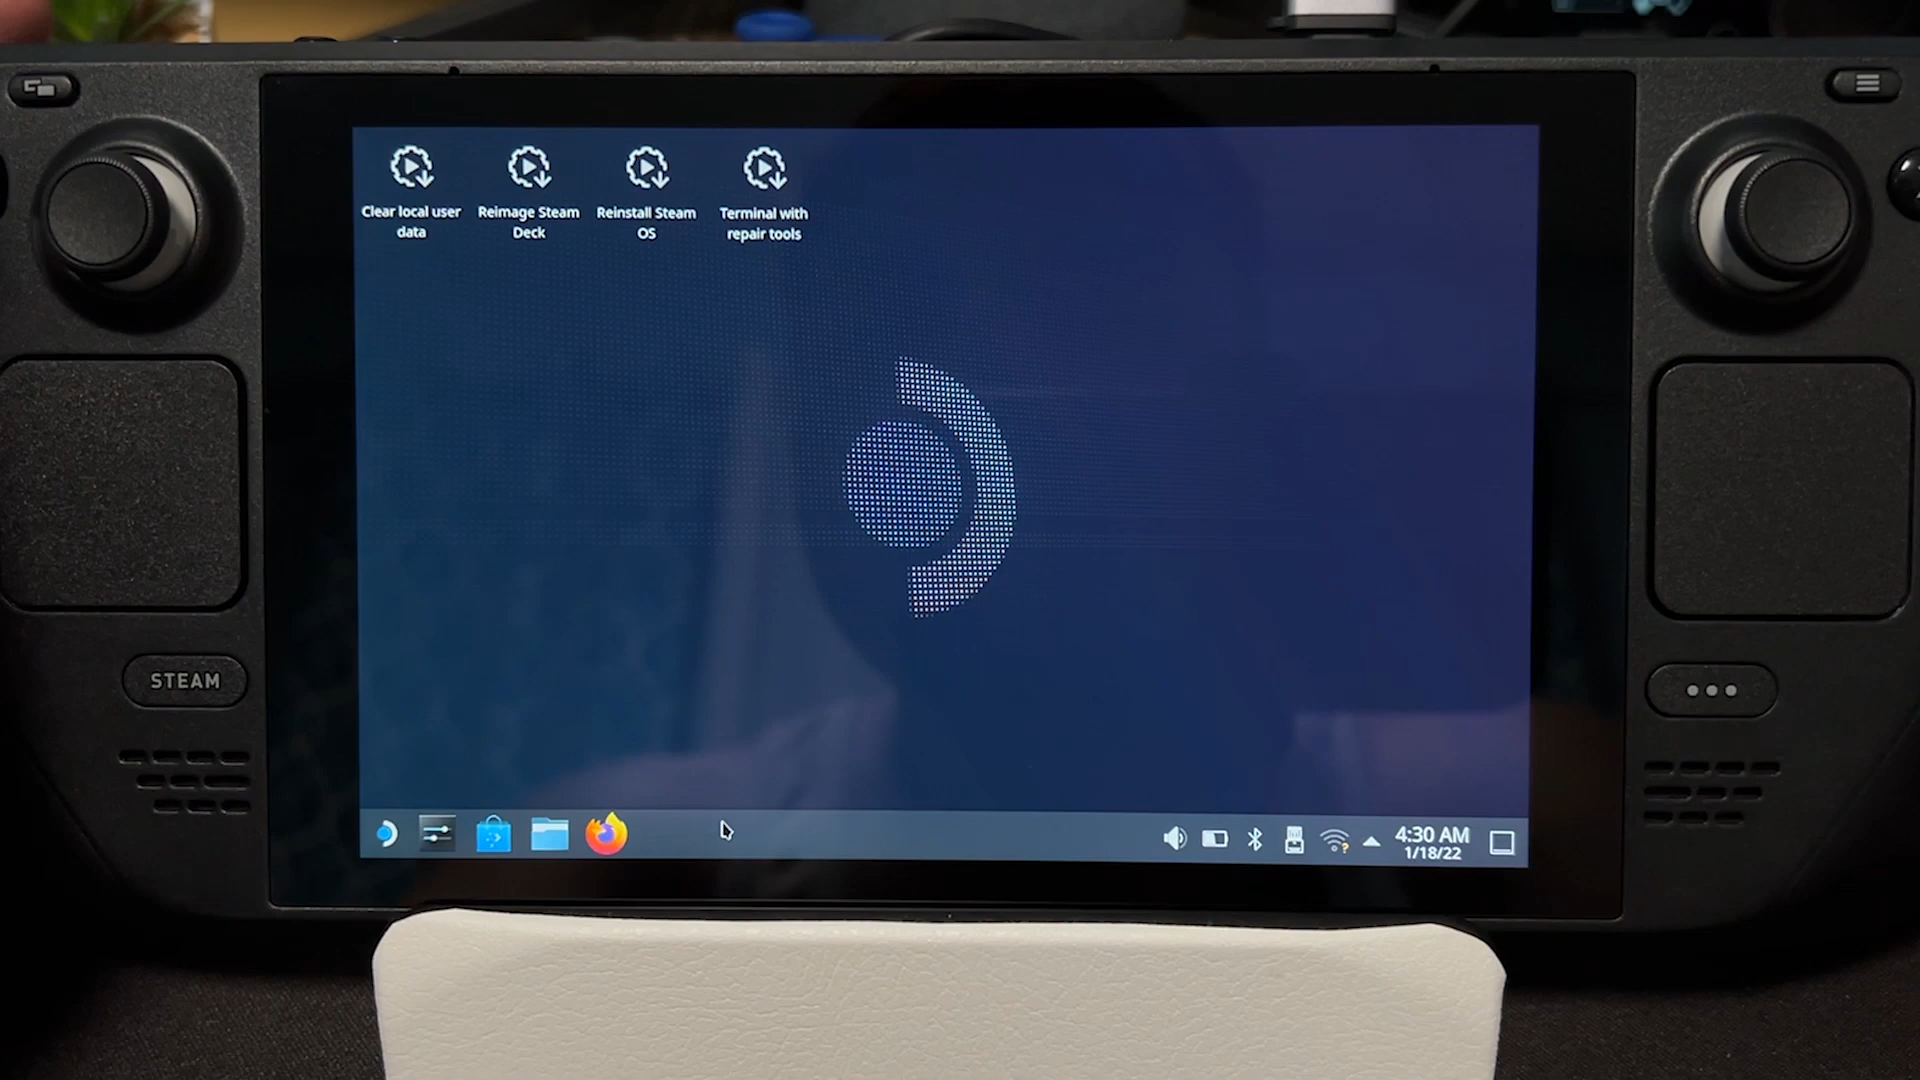 Clear local user
data
Reimage Steam
Deck
Reinstall Steam
OS
Terminal with
repair tools
STEAM
4:30 AM
1/18/22